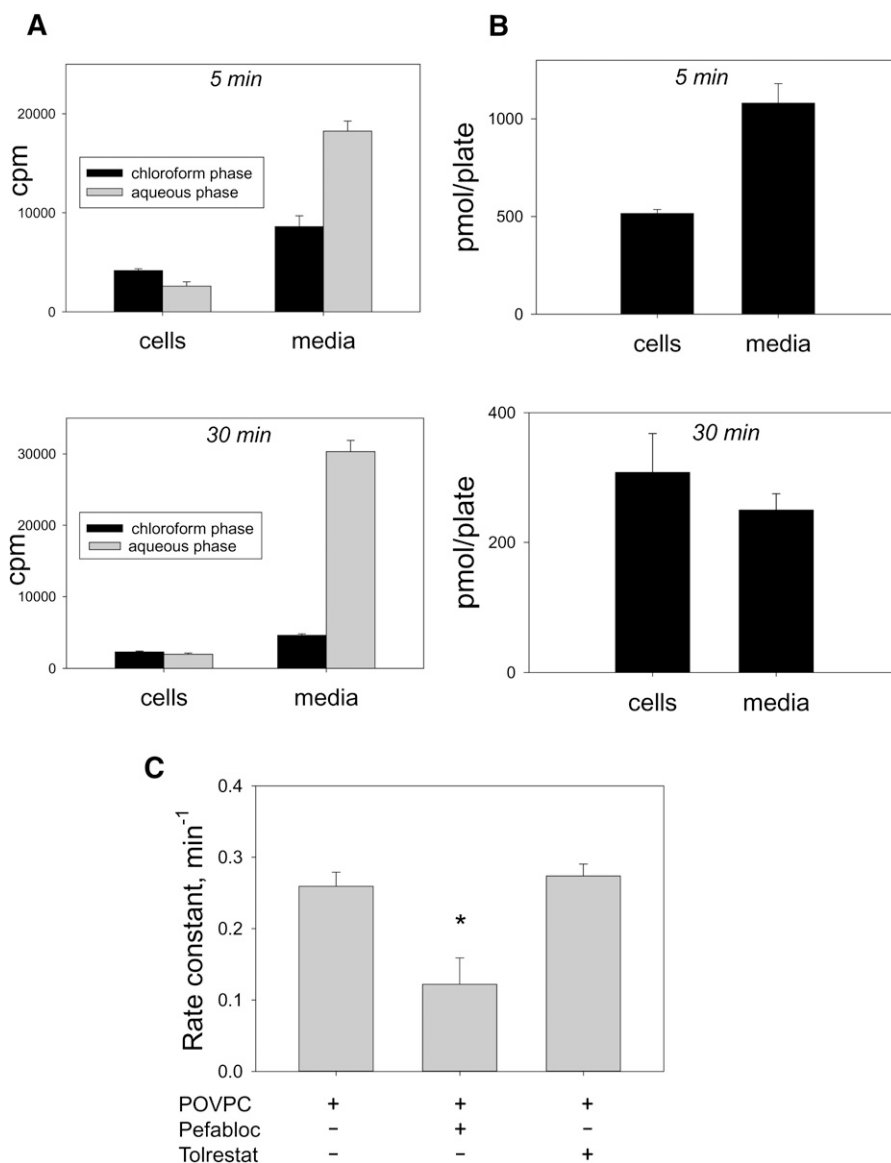 A
B
5 min
20000
10000
0
cpm
chloroform phase
aqueous phase
cells media
5 min
1000
500
0
pmol/plate
cells media
30 min
30000
20000
10000
0
cpm
chloroform phase
aqueous phase
cells media
30 min
400
200
0
pmol/plate
cells media
C
0.4
0.3
0.2
0.1
0.0
Rate constant, min-1
*
POVPC + + +
Pefabloc - + -
Tolrestat - - +